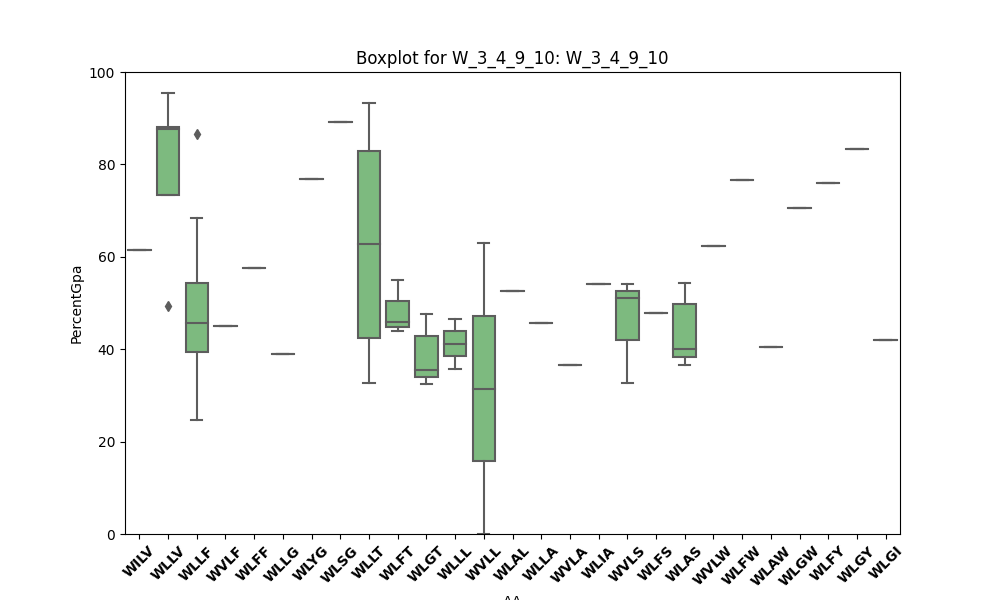 Boxplot for W_3_4_9_10: W_3_4_9_10
PercentGpa
100
80
60
40
20
0
WILV WLLV WLLF WVLF WLFF WLLG WLYG WLSG WLLT WLFT WLGT WLLL WVLL WLAL WLLA WVLA WLIA WVLS WLFS WLAS WVLW WLFW WLAW WLGW WLFY WLGY WLGI
AA